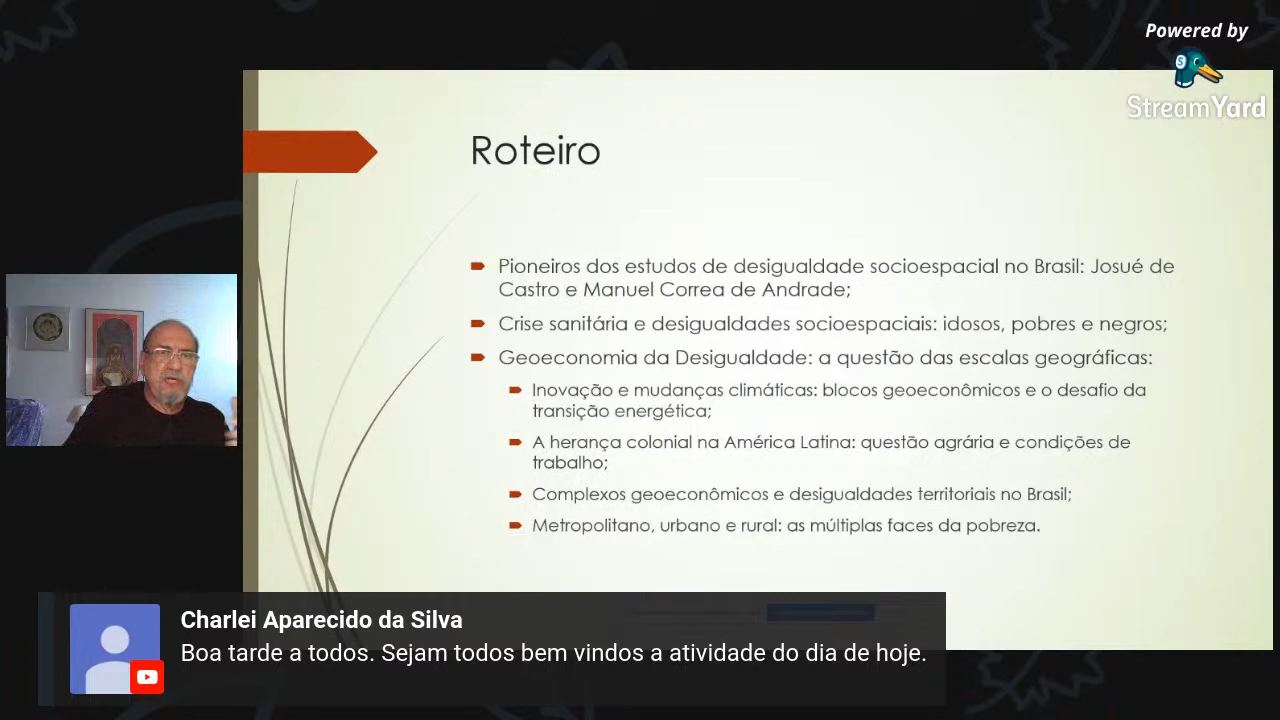 Powered by
StreamYard
Roteiro
Pioneiros dos estudos de desigualdade socioespacial no Brasil: Josué de
Castro e Manuel Correa de Andrade;
Crise sanitária e desigualdades socioespaciais: idosos, pobres e negros;
Geoeconomia da Desigualdade: a questão das escalas geográficas:
Inovação e mudanças climáticas: blocos geoeconômicos e o desafio da
transição energética;
A herança colonial na América Latina: questão agrária e condições de
trabalho;
Complexos geoeconômicos e desigualdades territoriais no Brasil;
Metropolitano, urbano e rural: as múltiplas faces da pobreza.
Charlei Aparecido da Silva
Boa tarde a todos. Sejam todos bem vindos a atividade do dia de hoje.